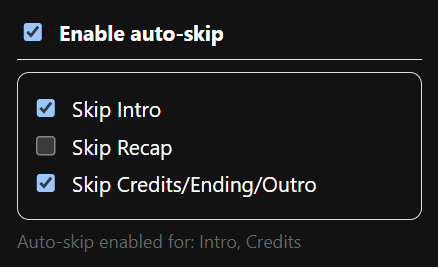 Enable auto-skip
Skip Intro
Skip Recap
Skip Credits/Ending/Outro
Auto-skip enabled for: Intro, Credits